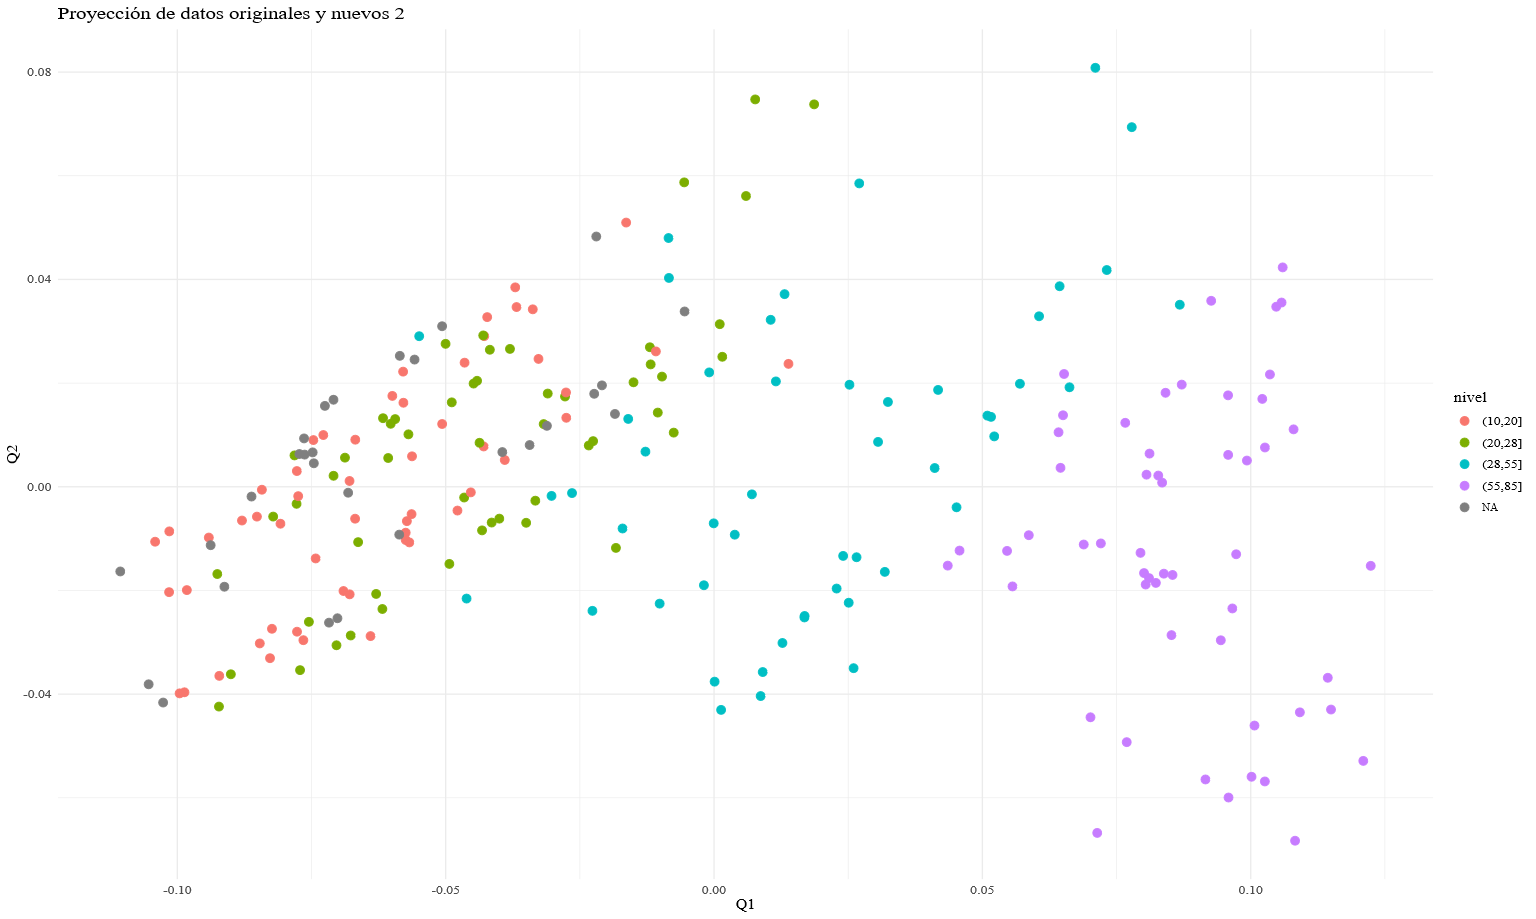 Proyección de datos originales y nuevos 2
0.08
0.04
0.00
-0.04
Q2
-0.10
-0.05
0.00
0.05
0.10
Q1
nivel
(10,20]
(20,28]
(28,55]
(55,85]
NA